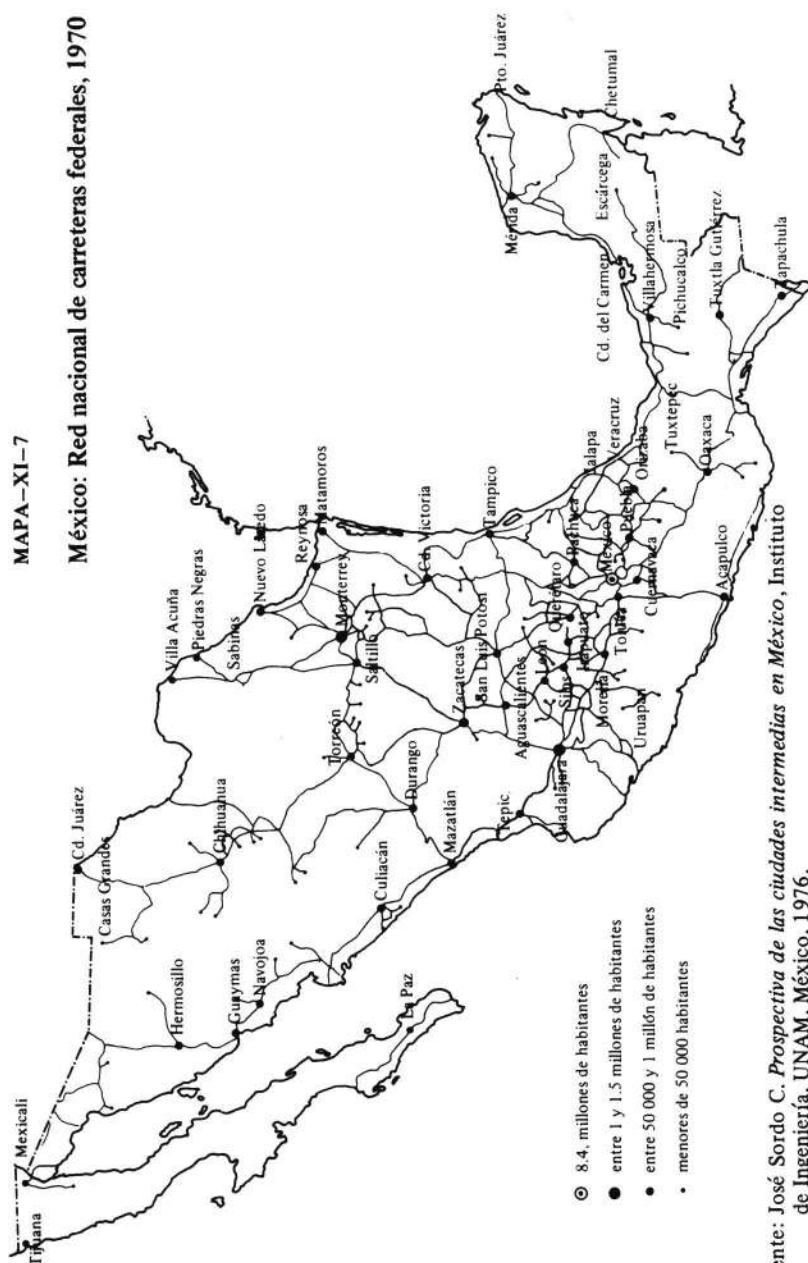 MAPA–XI–7
México: Red nacional de carreteras federales, 1970
Tijuana
Mexicali
Cd. Juárez
Casas Grandes
Hermosillo
Guaymas
Navojoa
Chihuahua
Villa Acuña
Piedras Negras
Sabinas
Nuevo Laredo
Reynosa
Matamoros
Monterrey
Saltillo
Torreón
Durango
Culiacán
La Paz
Mazatlán
Cd. Victoria
Zacatecas
San Luis Potosí
Tampico
Aguascalientes
León
Silao
Irapuato
Querétaro
Pachuca
Tepic
Guadalajara
Morelia
Uruapan
México
Puebla
Cuernavaca
Jalapa
Veracruz
Orizaba
Tuxtepec
Oaxaca
Acapulco
Mérida
Pto. Juárez
Chetumal
Escárcega
Cd. del Carmen
Villahermosa
Pichucalco
Tuxtla Gutiérrez
Tapachula
8.4, millones de habitantes
entre 1 y 1.5 millones de habitantes
entre 50 000 y 1 millón de habitantes
menores de 50 000 habitantes
ente: José Sordo C. Prospectiva de las ciudades intermedias en México, Instituto
de Ingeniería, UNAM, México, 1976.